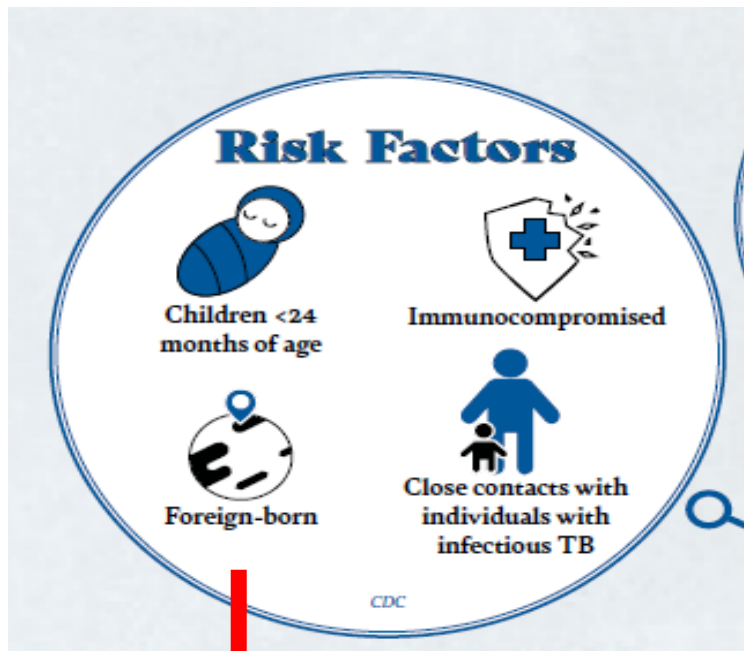 Risk Factors
Children <24
months of age
Immunocompromised
Foreign-born
Close contacts with
individuals with
infectious TB
CDC